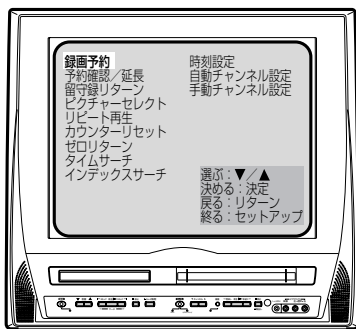 録画予約
予約確認／延長
留守録リターン
ピクチャーセレクト
リピート再生
カウンターリセット
ゼロリターン
タイムサーチ
インデックスサーチ
時刻設定
自動チャンネル設定
手動チャンネル設定
選ぶ：▼／▲
決める：決定
戻る：リターン
終る：セットアップ